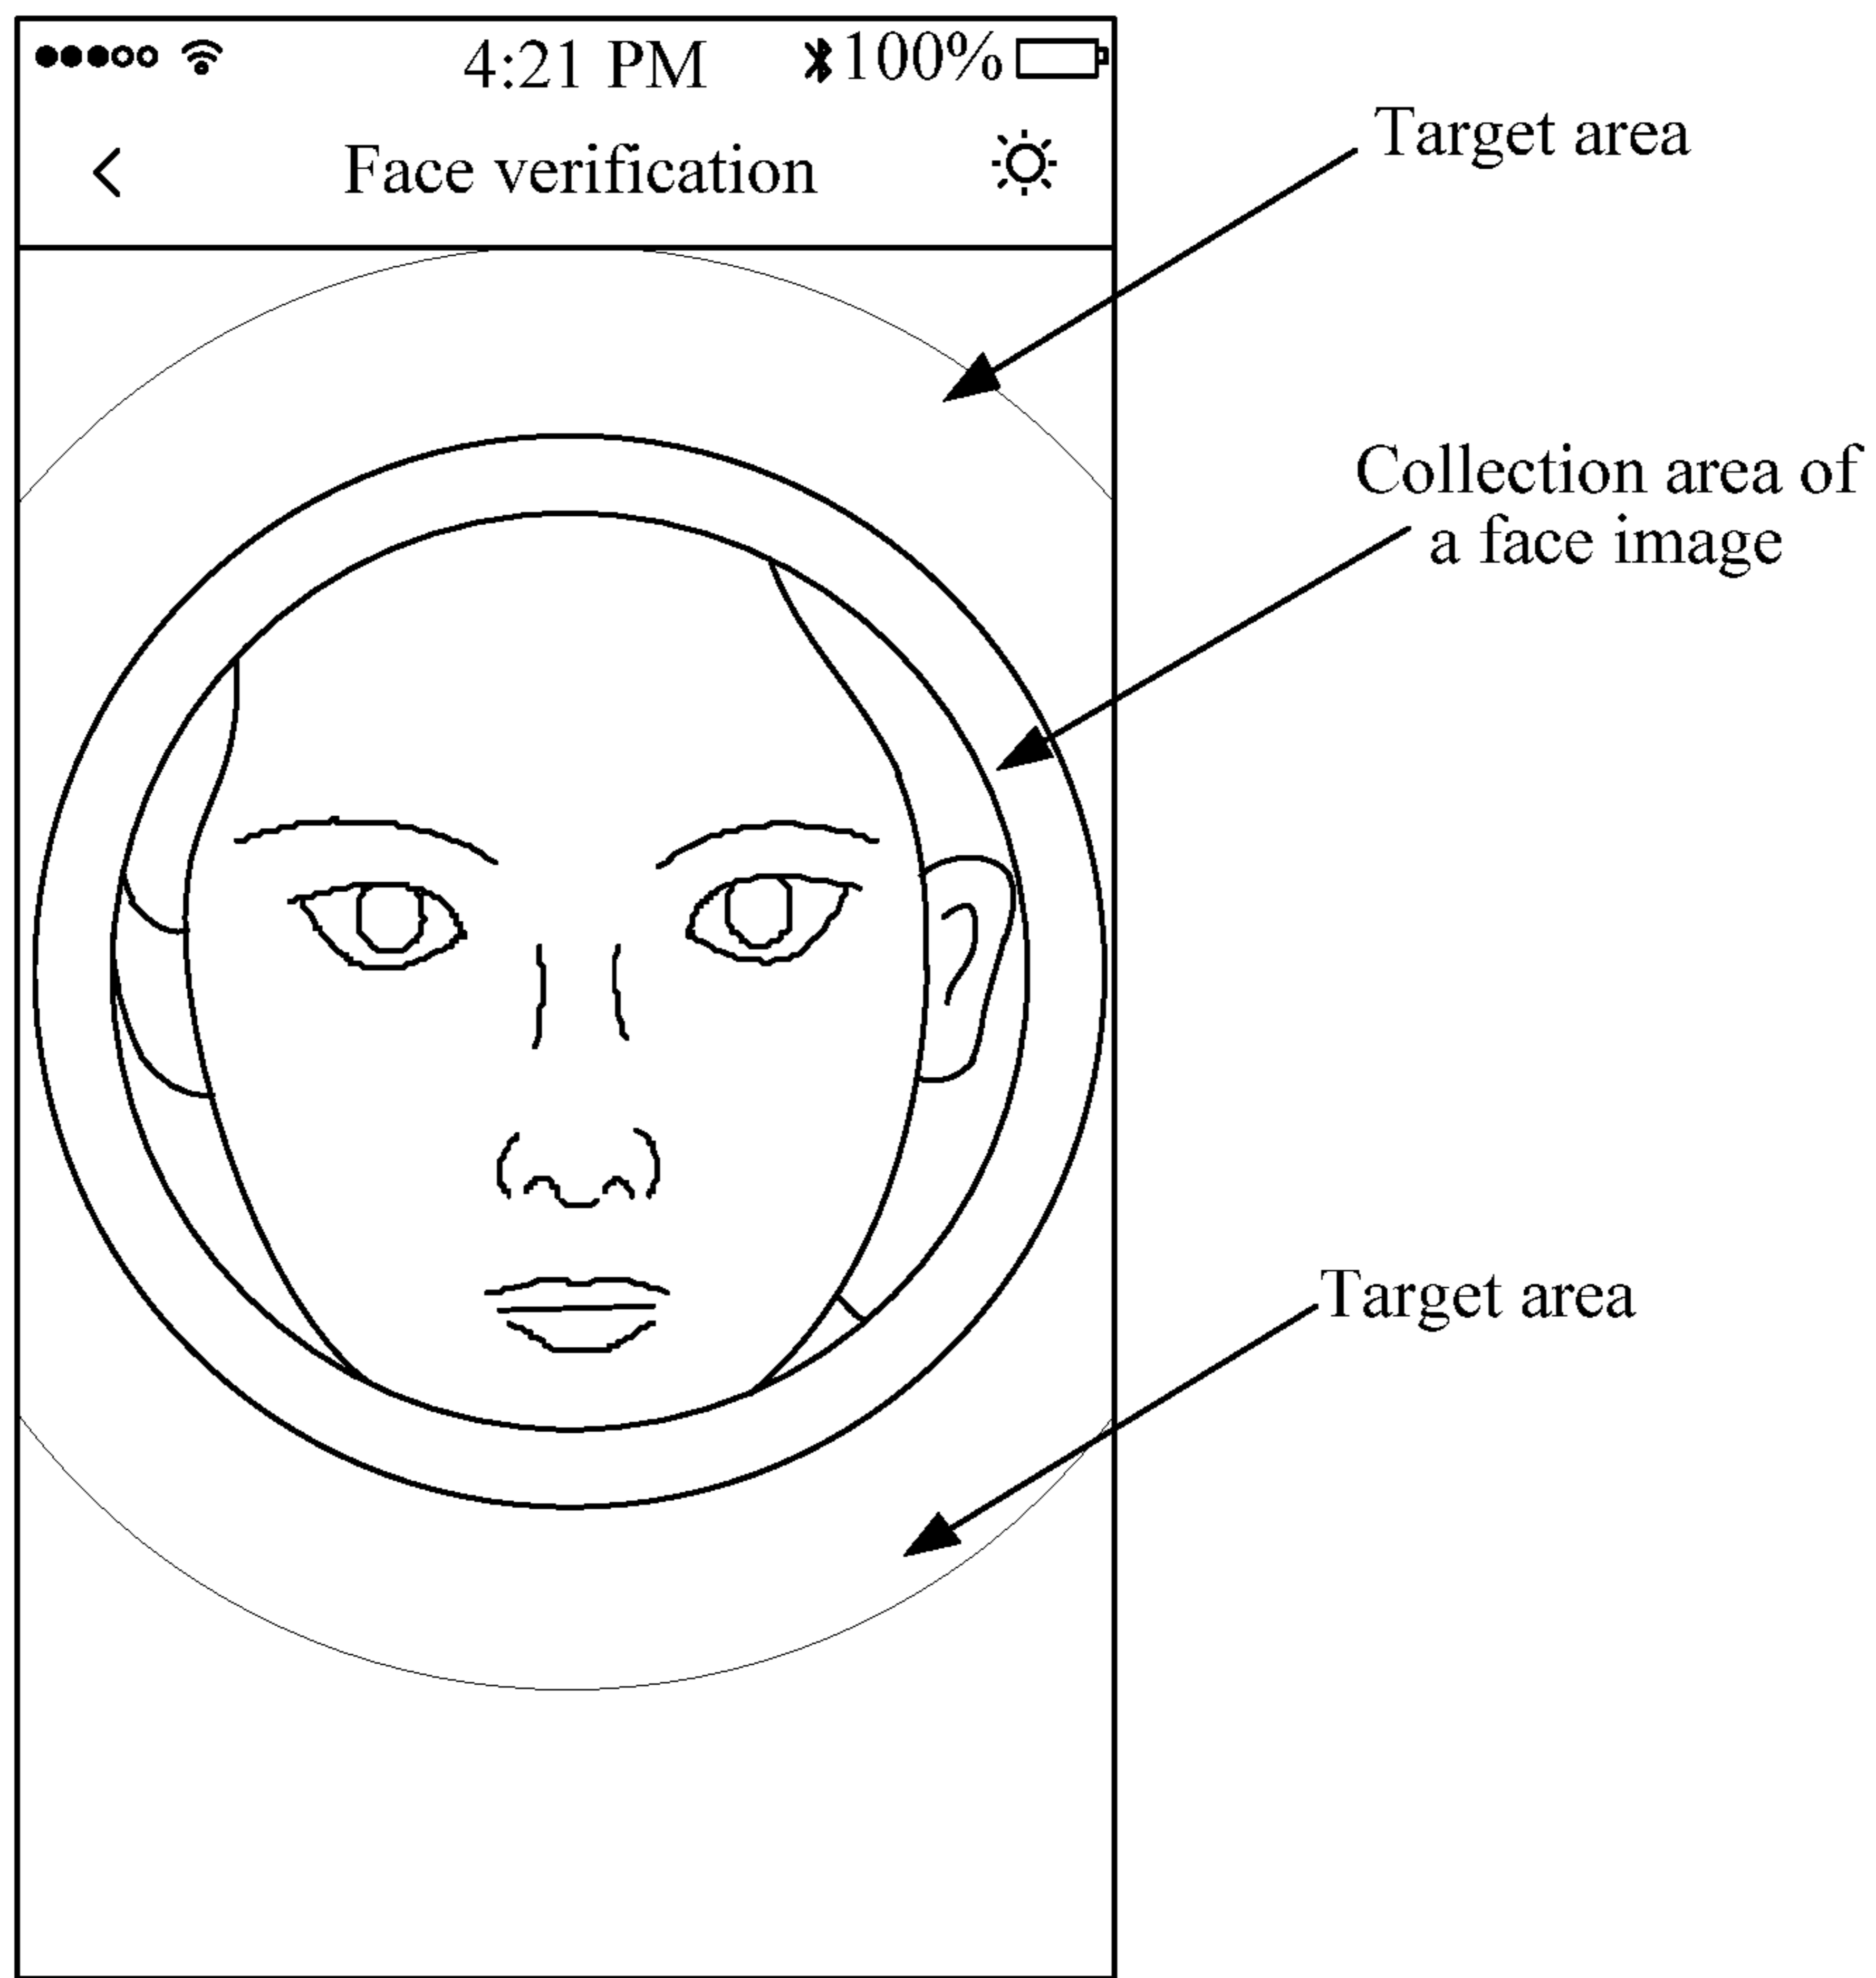 4:21 PM 100%
Face verification
Target area
Collection area of
a face image
Target area